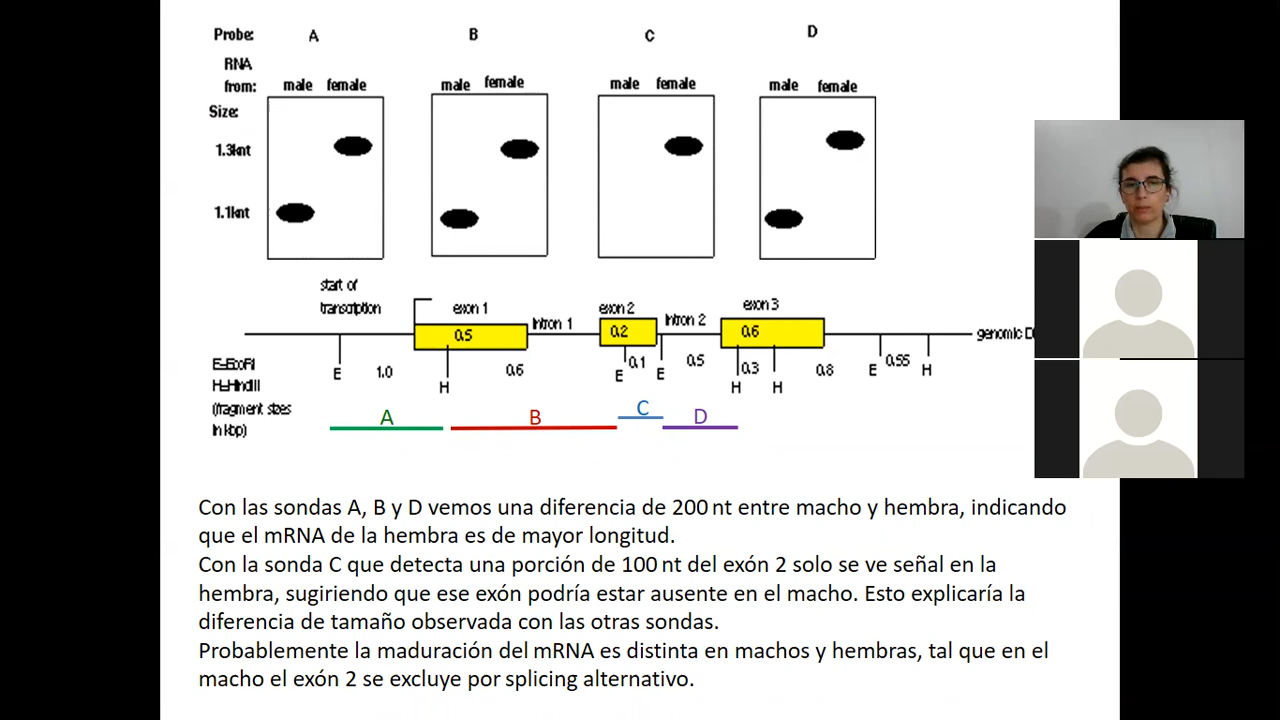 Probe: A B C D
RNA
from: male female male female male female male female
Size:
1.3knt
1.1knt
start of
transcription
exon 1 Intron 1 exon 2 Intron 2 exon 3
0.5 0.2 0.6
genomic D
E=EcoRI
H=HindIII
(fragment sizes
in kbp)
E 1.0 H 0.6 E 0.1 E 0.5 H 0.3 H 0.8 E 0.55 H
A B C D
Con las sondas A, B y D vemos una diferencia de 200 nt entre macho y hembra, indicando
que el mRNA de la hembra es de mayor longitud.
Con la sonda C que detecta una porción de 100 nt del exón 2 solo se ve señal en la
hembra, sugiriendo que ese exón podría estar ausente en el macho. Esto explicaría la
diferencia de tamaño observada con las otras sondas.
Probablemente la maduración del mRNA es distinta en machos y hembras, tal que en el
macho el exón 2 se excluye por splicing alternativo.